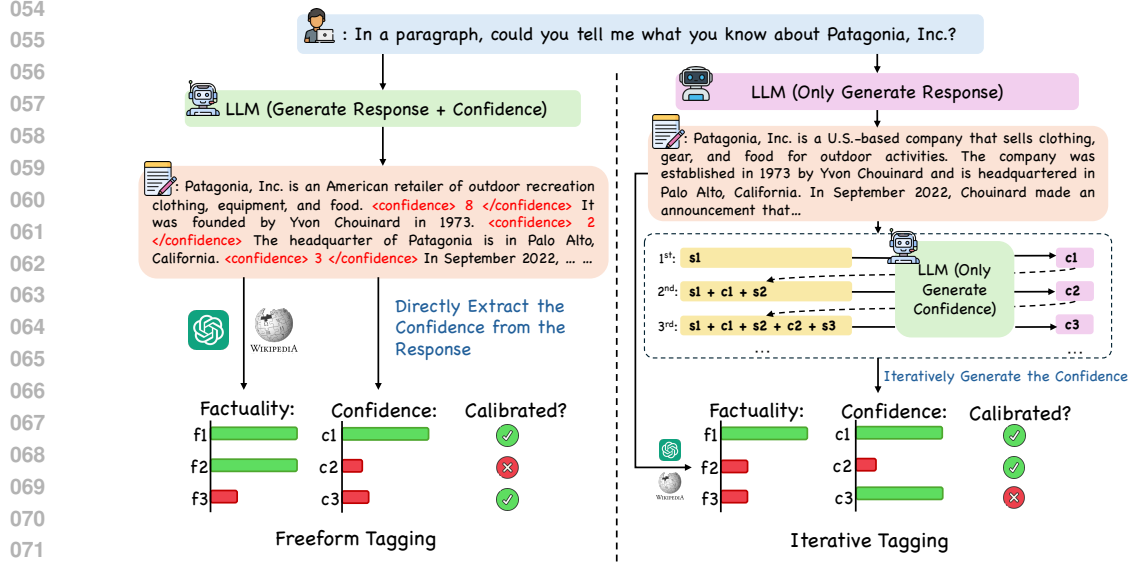 054
055
056
057
058
059
060
061
062
063
064
065
066
067
068
069
070
071
: In a paragraph, could you tell me what you know about Patagonia, Inc.?
LLM (Generate Response + Confidence)
: Patagonia, Inc. is an American retailer of outdoor recreation
clothing, equipment, and food. <confidence> 8 </confidence> It
was founded by Yvon Chouinard in 1973. <confidence> 2
</confidence> The headquarter of Patagonia is in Palo Alto,
California. <confidence> 3 </confidence> In September 2022, ... ...
WIKIPEDIA
Directly Extract the
Confidence from the
Response
Factuality:
f1
f2
f3
Confidence:
c1
c2
c3
Calibrated?
Freeform Tagging
LLM (Only Generate Response)
: Patagonia, Inc. is a U.S.-based company that sells clothing,
gear, and food for outdoor activities. The company was
established in 1973 by Yvon Chouinard and is headquartered in
Palo Alto, California. In September 2022, Chouinard made an
announcement that...
1st: s1
c1
2nd: s1 + c1 + s2
c2
3rd: s1 + c1 + s2 + c2 + s3
c3
...
...
LLM (Only
Generate
Confidence)
Iteratively Generate the Confidence
WIKIPEDIA
Factuality:
f1
f2
f3
Confidence:
c1
c2
c3
Calibrated?
Iterative Tagging